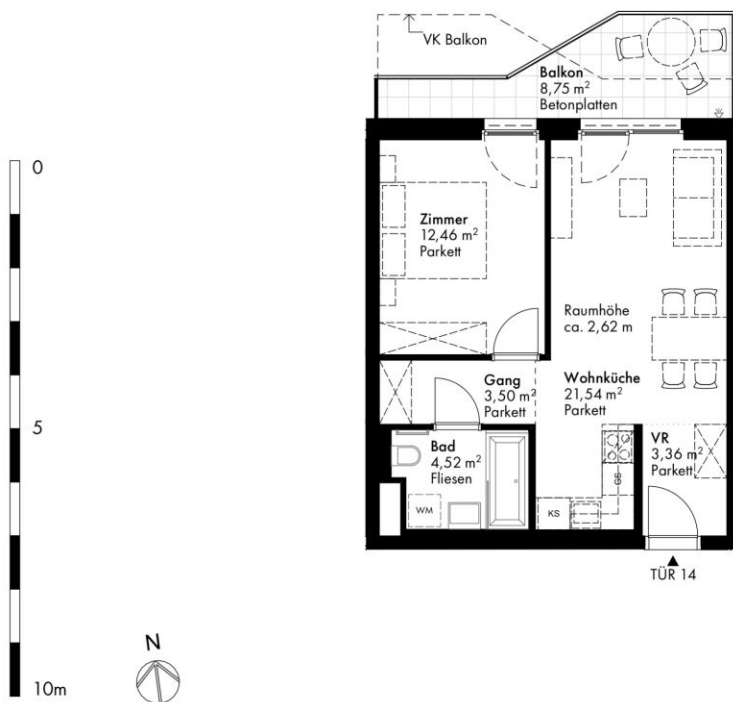 VK Balkon
Balkon
8,75 m²
Betonplatten
0
Zimmer
12,46 m²
Parkett
Raumhöhe
ca. 2,62 m
Gang
3,50 m²
Parkett
Wohnküche
21,54 m²
Parkett
5
Bad
4,52 m²
Fliesen
VR
3,36 m²
Parkett
GS
WM
KS
TÜR 14
N
10m